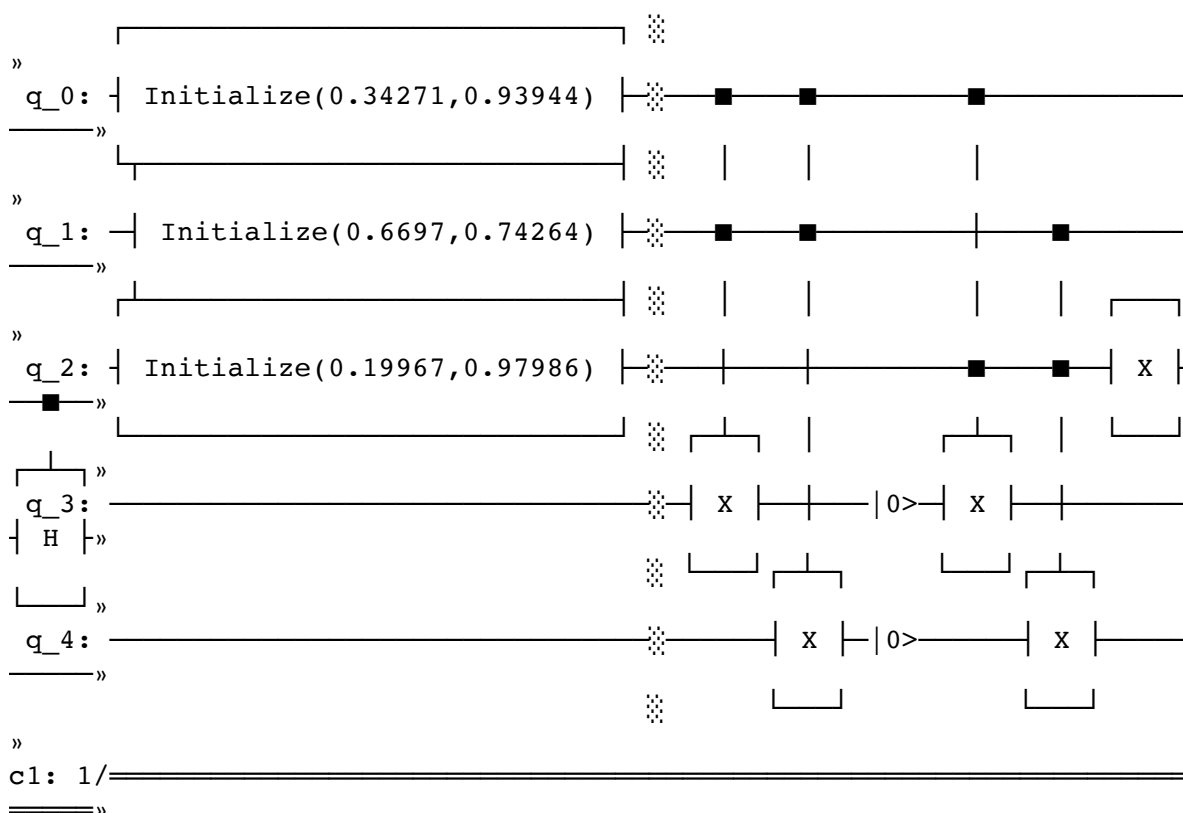 »
q_0: Initialize(0.34271,0.93944)
»
»
q_1: Initialize(0.6697,0.74264)
»
»
q_2: Initialize(0.19967,0.97986) X
»
»
q_3: X |0> X
H »
»
q_4: X |0> X
»
»
c1: 1/
»